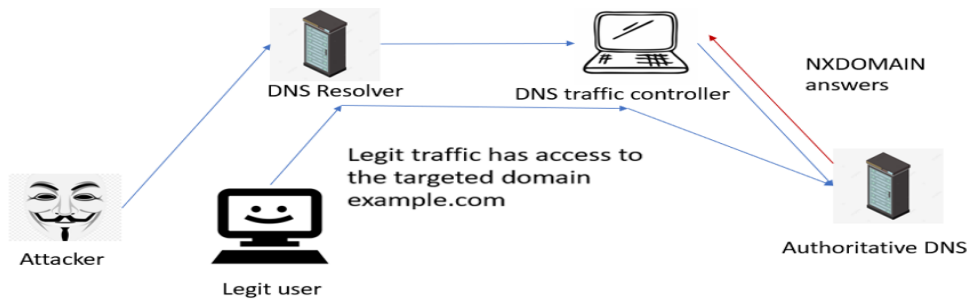 DNS Resolver
DNS traffic controller
NXDOMAIN
answers
Legit traffic has access to
the targeted domain
example.com
Attacker
Authoritative DNS
Legit user